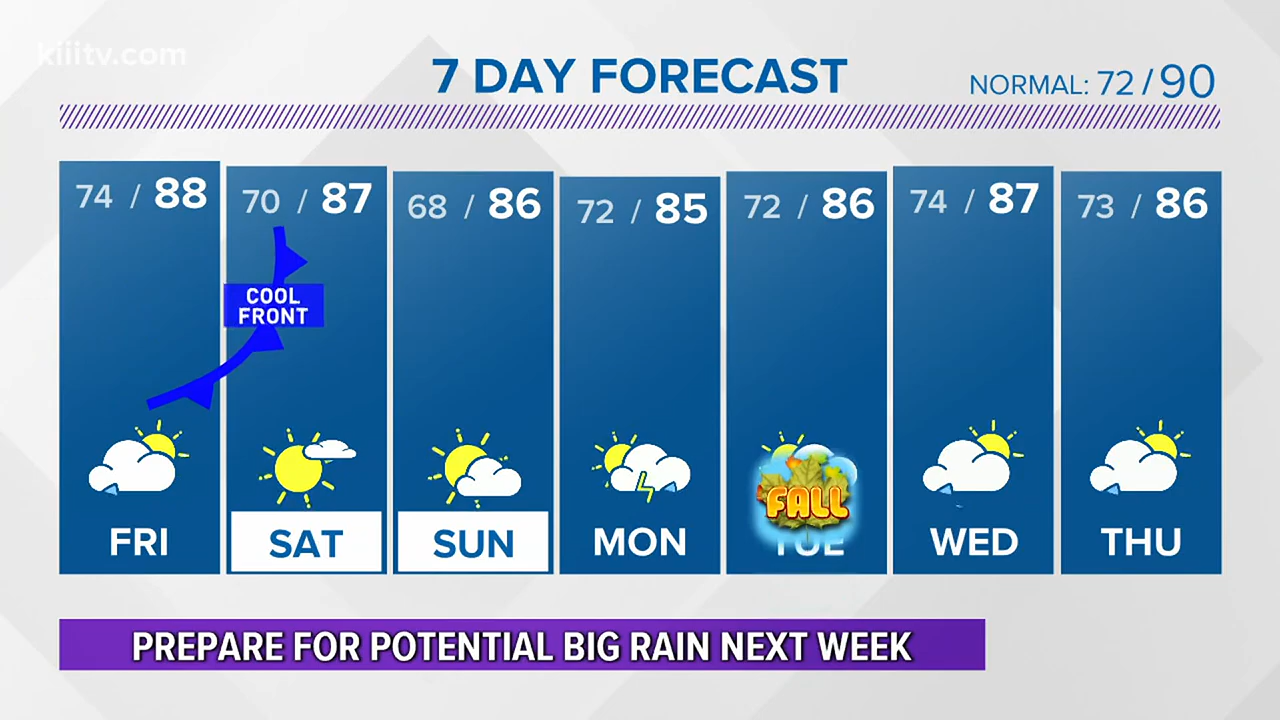 kiiitv.com
7 DAY FORECAST
NORMAL: 72 / 90
74 / 88
70 / 87
68 / 86
72 / 85
72 / 86
74 / 87
73 / 86
COOL
FRONT
FALL
FRI
SAT
SUN
MON
TUE
WED
THU
PREPARE FOR POTENTIAL BIG RAIN NEXT WEEK